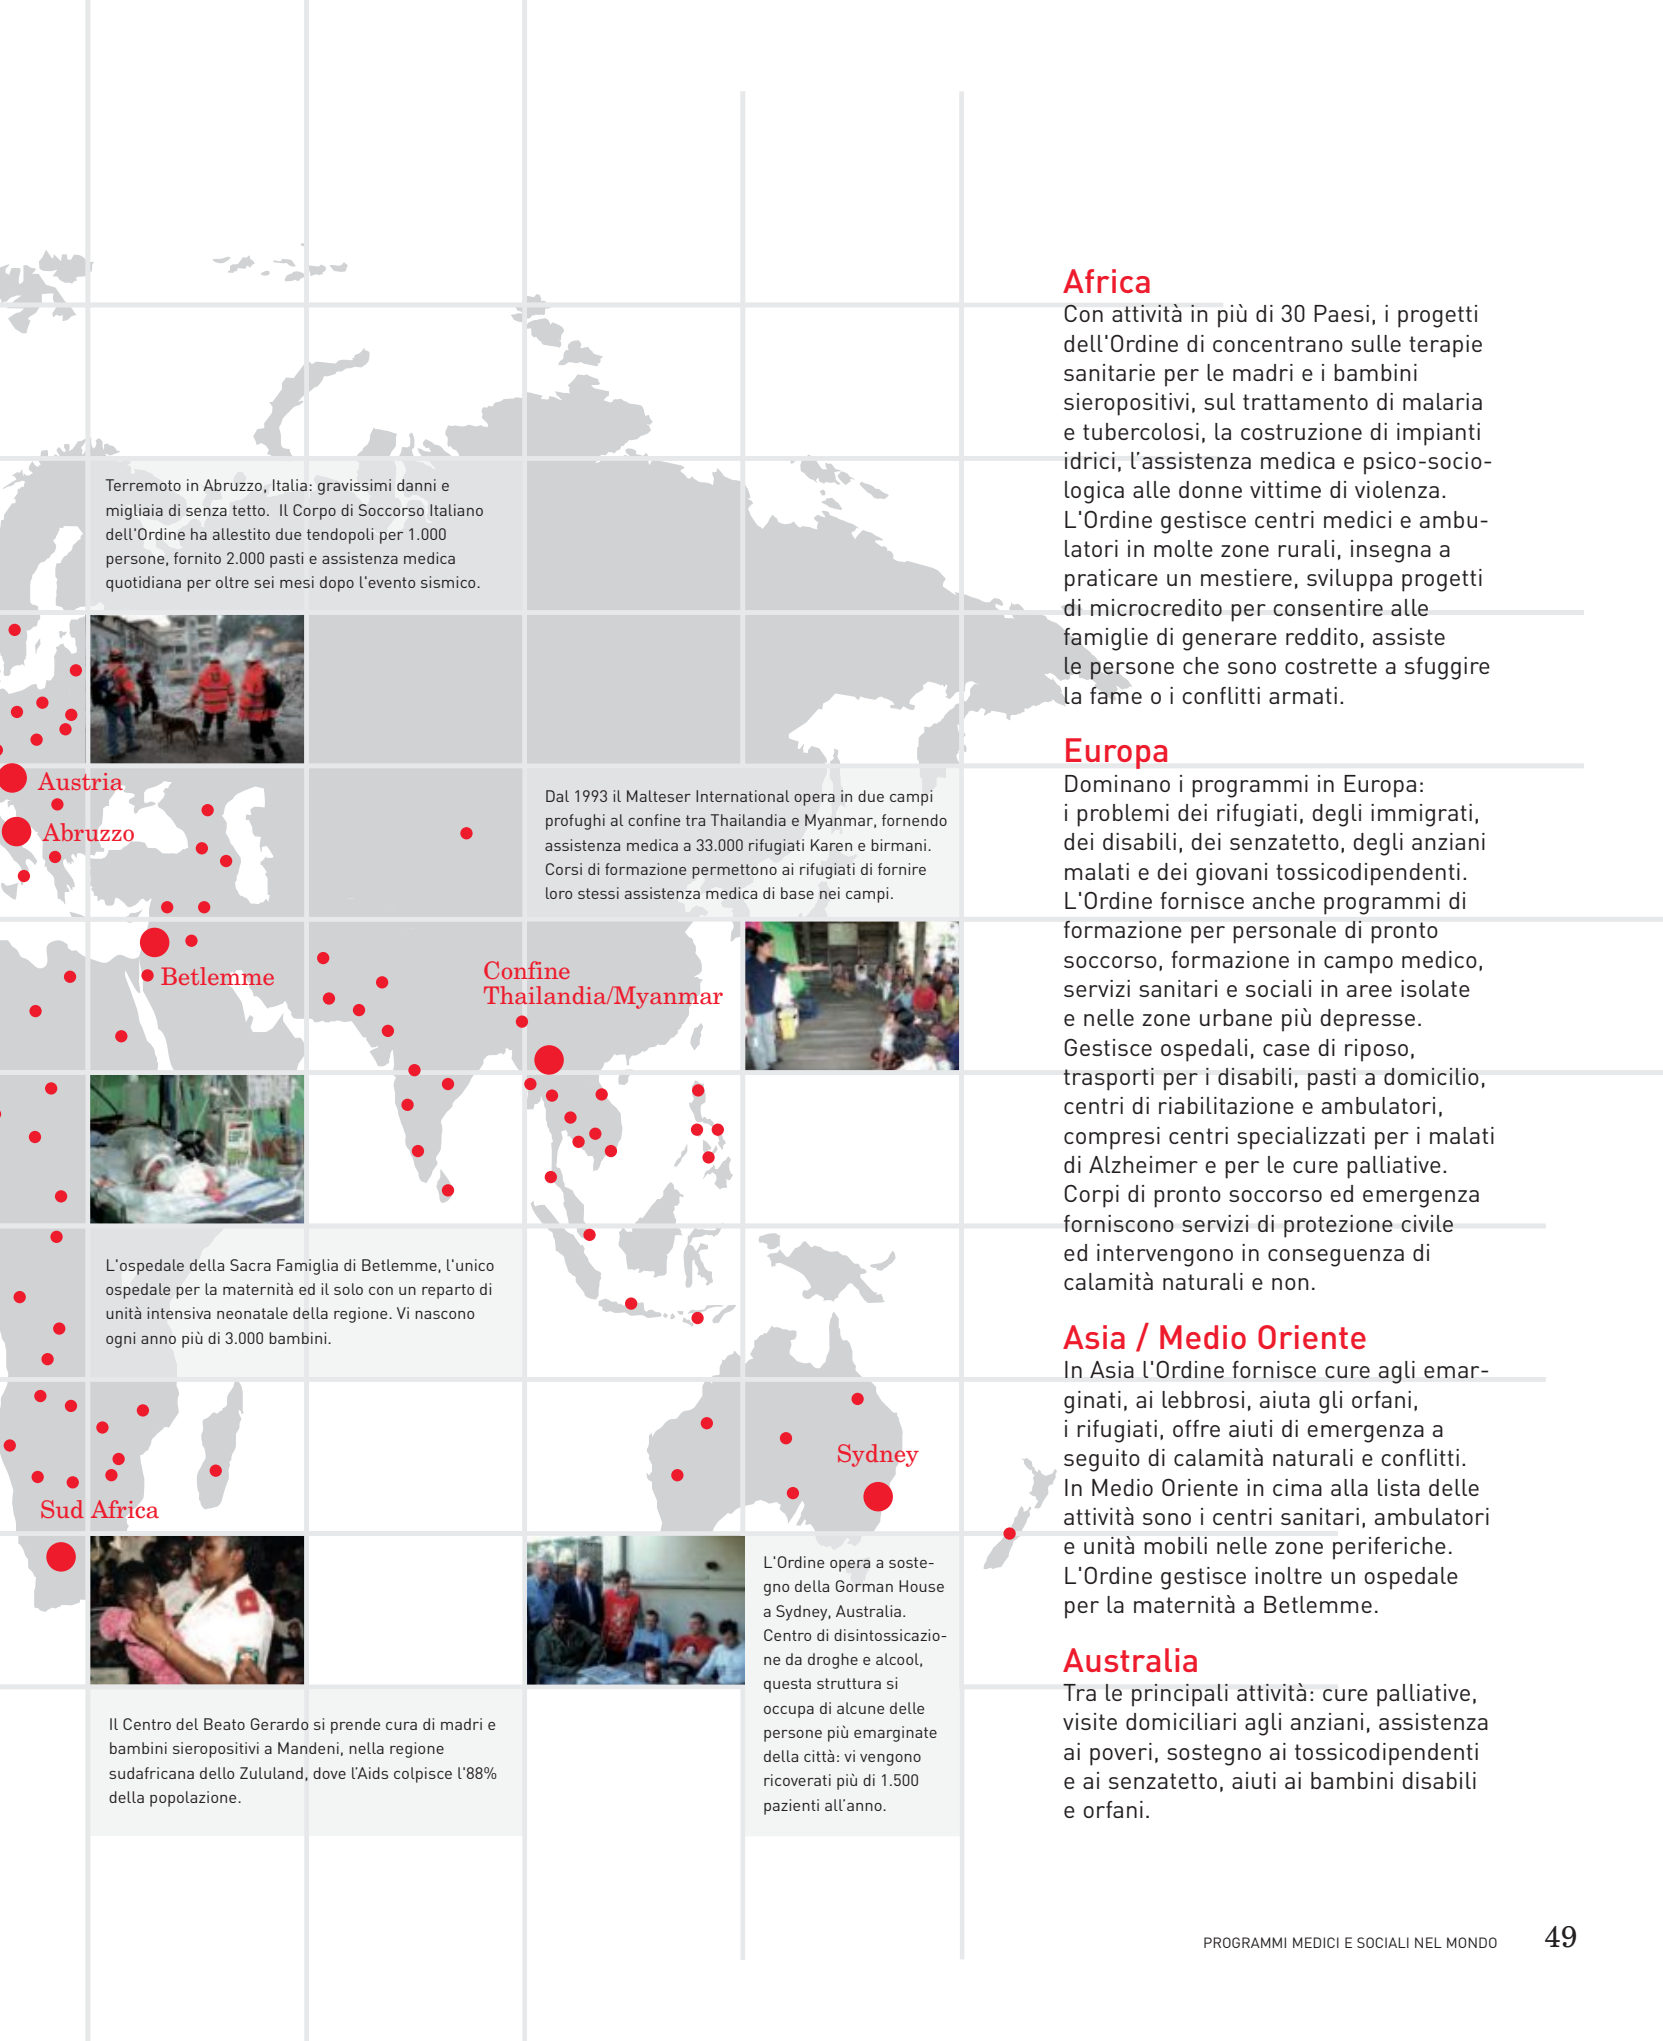 Terremoto in Abruzzo, Italia: gravissimi danni e
migliaia di senza tetto.  Il Corpo di Soccorso Italiano
dell'Ordine ha allestito due tendopoli per 1.000
persone, fornito 2.000 pasti e assistenza medica
quotidiana per oltre sei mesi dopo l'evento sismico.
Austria
Abruzzo
Dal 1993 il Malteser International opera in due campi
profughi al confine tra Thailandia e Myanmar, fornendo
assistenza medica a 33.000 rifugiati Karen e birmani.
Corsi di formazione permettono ai rifugiati di fornire
loro stessi assistenza medica di base nei campi.
Betlemme
Confine
Thailandia/Myanmar
L'ospedale della Sacra Famiglia di Betlemme, l'unico
ospedale per la maternità ed il solo con un reparto di
unità intensiva neonatale della regione. Vi nascono
ogni anno più di 3.000 bambini.
Sydney
Sud Africa
L'Ordine opera a soste-
gno della Gorman House
a Sydney, Australia.
Centro di disintossicazio-
ne da droghe e alcool,
questa struttura si
occupa di alcune delle
persone più emarginate
della città: vi vengono
ricoverati più di 1.500
pazienti all’anno.
Il Centro del Beato Gerardo si prende cura di madri e
bambini sieropositivi a Mandeni, nella regione
sudafricana dello Zululand, dove l’Aids colpisce l'88%
della popolazione.
Africa
Con attività in più di 30 Paesi, i progetti
dell'Ordine di concentrano sulle terapie
sanitarie per le madri e i bambini
sieropositivi, sul trattamento di malaria
e tubercolosi, la costruzione di impianti
idrici, l’assistenza medica e psico-socio-
logica alle donne vittime di violenza.
L'Ordine gestisce centri medici e ambu-
latori in molte zone rurali, insegna a
praticare un mestiere, sviluppa progetti
di microcredito per consentire alle
famiglie di generare reddito, assiste
le persone che sono costrette a sfuggire
la fame o i conflitti armati.
Europa
Dominano i programmi in Europa:
i problemi dei rifugiati, degli immigrati,
dei disabili, dei senzatetto, degli anziani
malati e dei giovani tossicodipendenti.
L'Ordine fornisce anche programmi di
formazione per personale di pronto
soccorso, formazione in campo medico,
servizi sanitari e sociali in aree isolate
e nelle zone urbane più depresse.
Gestisce ospedali, case di riposo,
trasporti per i disabili, pasti a domicilio,
centri di riabilitazione e ambulatori,
compresi centri specializzati per i malati
di Alzheimer e per le cure palliative.
Corpi di pronto soccorso ed emergenza
forniscono servizi di protezione civile
ed intervengono in conseguenza di
calamità naturali e non.
Asia / Medio Oriente
In Asia l'Ordine fornisce cure agli emar-
ginati, ai lebbrosi, aiuta gli orfani,
i rifugiati, offre aiuti di emergenza a
seguito di calamità naturali e conflitti.
In Medio Oriente in cima alla lista delle
attività sono i centri sanitari, ambulatori
e unità mobili nelle zone periferiche.
L'Ordine gestisce inoltre un ospedale
per la maternità a Betlemme.
Australia
Tra le principali attività: cure palliative,
visite domiciliari agli anziani, assistenza
ai poveri, sostegno ai tossicodipendenti
e ai senzatetto, aiuti ai bambini disabili
e orfani.
PROGRAMMI MEDICI E SOCIALI NEL MONDO 49